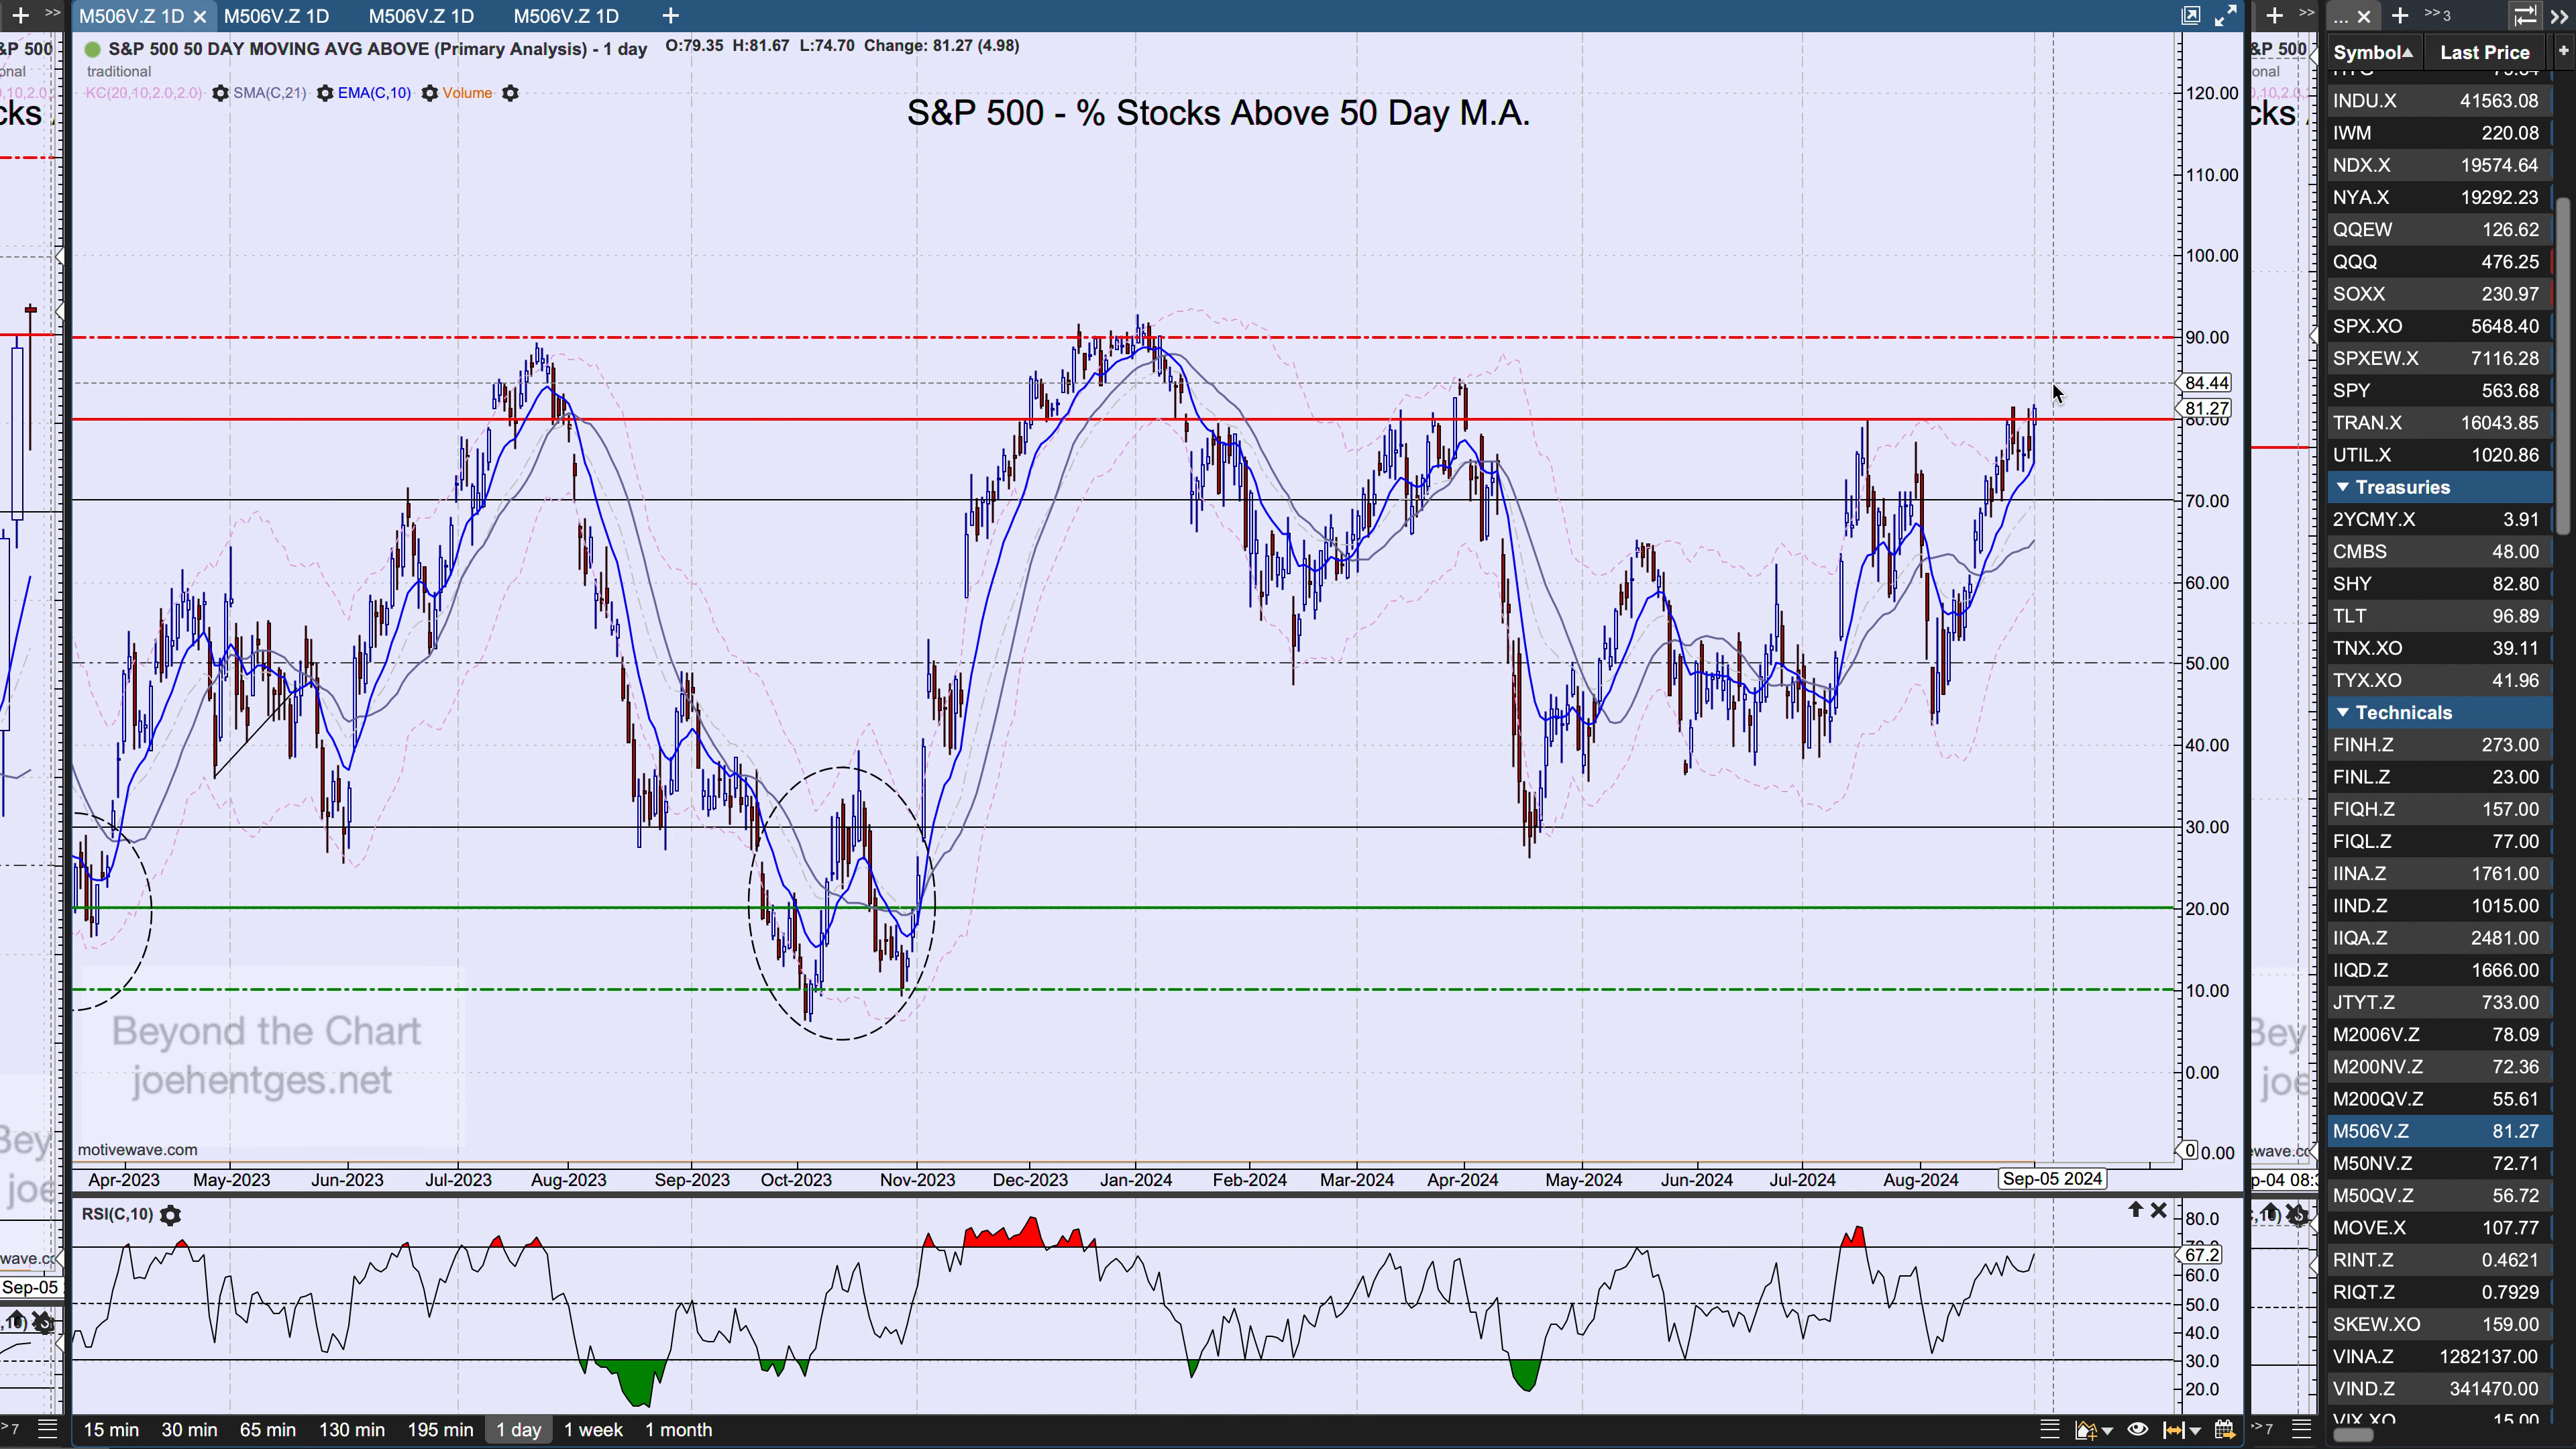 M506V.Z 1D
M506V.Z 1D
M506V.Z 1D
M506V.Z 1D
S&P 500 50 DAY MOVING AVG ABOVE (Primary Analysis) - 1 day O:79.35 H:81.67 L:74.70 Change: 81.27 (4.98)
traditional
KC(20,10,2.0,2.0) SMA(C,21) EMA(C,10) Volume
S&P 500 - % Stocks Above 50 Day M.A.
120.00
110.00
100.00
90.00
84.44
81.27
80.00
70.00
60.00
50.00
40.00
30.00
20.00
10.00
0.00
0 0.00
Beyond the Chart
joehentges.net
motivewave.com
Apr-2023 May-2023 Jun-2023 Jul-2023 Aug-2023 Sep-2023 Oct-2023 Nov-2023 Dec-2023 Jan-2024 Feb-2024 Mar-2024 Apr-2024 May-2024 Jun-2024 Jul-2024 Aug-2024 Sep-05 2024
RSI(C,10)
80.0
67.2
60.0
50.0
40.0
30.0
20.0
15 min 30 min 65 min 130 min 195 min 1 day 1 week 1 month
Symbol Last Price
INDU.X 41563.08
IWM 220.08
NDX.X 19574.64
NYA.X 19292.23
QQEW 126.62
QQQ 476.25
SOXX 230.97
SPX.XO 5648.40
SPXEW.X 7116.28
SPY 563.68
TRAN.X 16043.85
UTIL.X 1020.86
Treasuries
2YCMY.X 3.91
CMBS 48.00
SHY 82.80
TLT 96.89
TNX.XO 39.11
TYX.XO 41.96
Technicals
FINH.Z 273.00
FINL.Z 23.00
FIQH.Z 157.00
FIQL.Z 77.00
IINA.Z 1761.00
IIND.Z 1015.00
IIQA.Z 2481.00
IIQD.Z 1666.00
JTYT.Z 733.00
M2006V.Z 78.09
M200NV.Z 72.36
M200QV.Z 55.61
M506V.Z 81.27
M50NV.Z 72.71
M50QV.Z 56.72
MOVE.X 107.77
RINT.Z 0.4621
RIQT.Z 0.7929
SKEW.XO 159.00
VINA.Z 1282137.00
VIND.Z 341470.00
VIX.XO 15.00